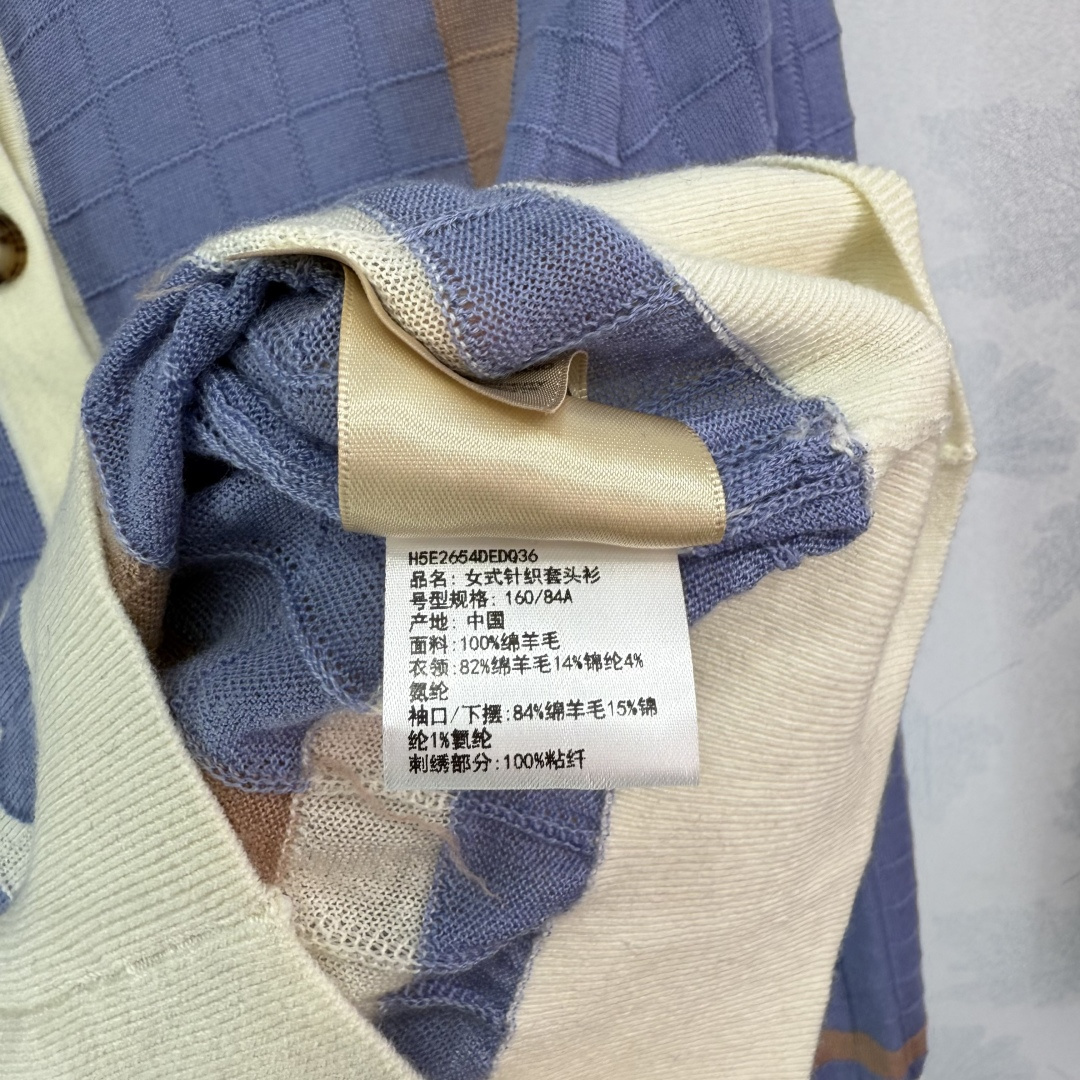 H5E2654DEDQ36
品名: 女式针织套头衫
号型规格: 160/84A
产地: 中国
面料:100%绵羊毛
衣领:82%绵羊毛14%锦纶4%
氨纶
袖口/下摆:84%绵羊毛15%锦
纶1%氨纶
刺绣部分:100%粘纤